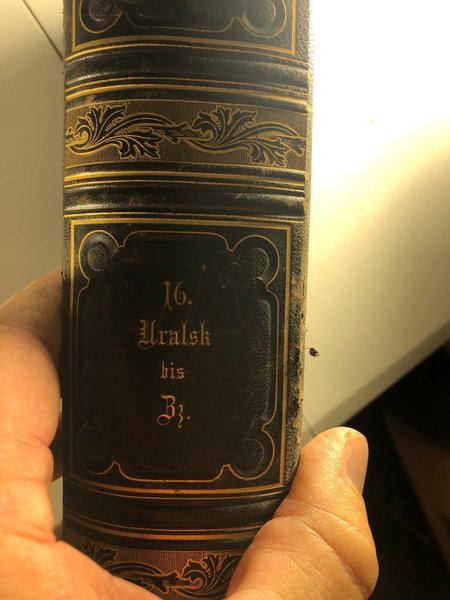 16.
Uralsk
bis
Zz.